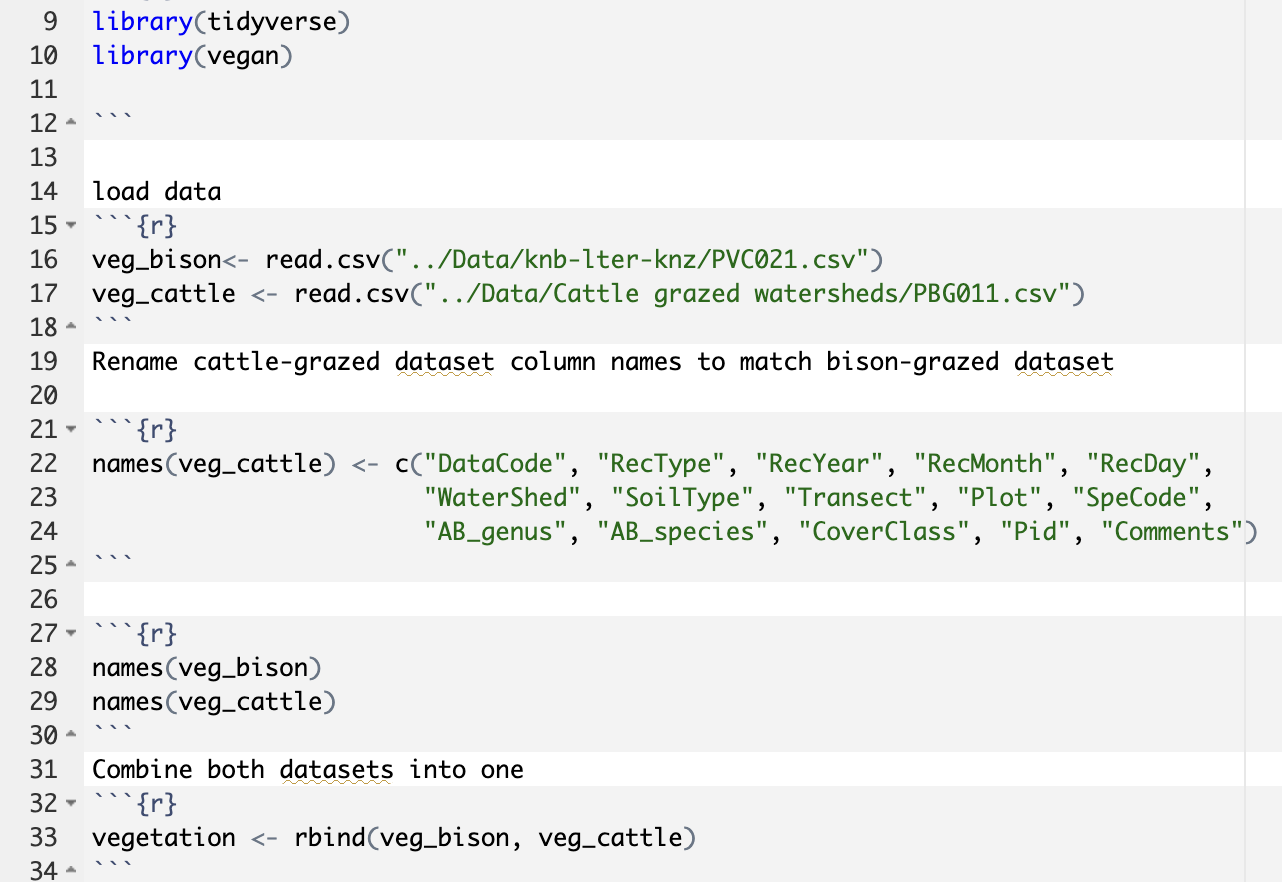 9 library(tidyverse)
10 library(vegan)
11
12 ```
13
14 load data
15 ```{r}
16 veg_bison<- read.csv("../Data/knb-lter-knz/PVC021.csv")
17 veg_cattle <- read.csv("../Data/Cattle grazed watersheds/PBG011.csv")
18 ```
19 Rename cattle-grazed dataset column names to match bison-grazed dataset
20
21 ```{r}
22 names(veg_cattle) <- c("DataCode", "RecType", "RecYear", "RecMonth", "RecDay",
23 "WaterShed", "SoilType", "Transect", "Plot", "SpeCode",
24 "AB_genus", "AB_species", "CoverClass", "Pid", "Comments")
25 ```
26
27 ```{r}
28 names(veg_bison)
29 names(veg_cattle)
30 ```
31 Combine both datasets into one
32 ```{r}
33 vegetation <- rbind(veg_bison, veg_cattle)
34 ```